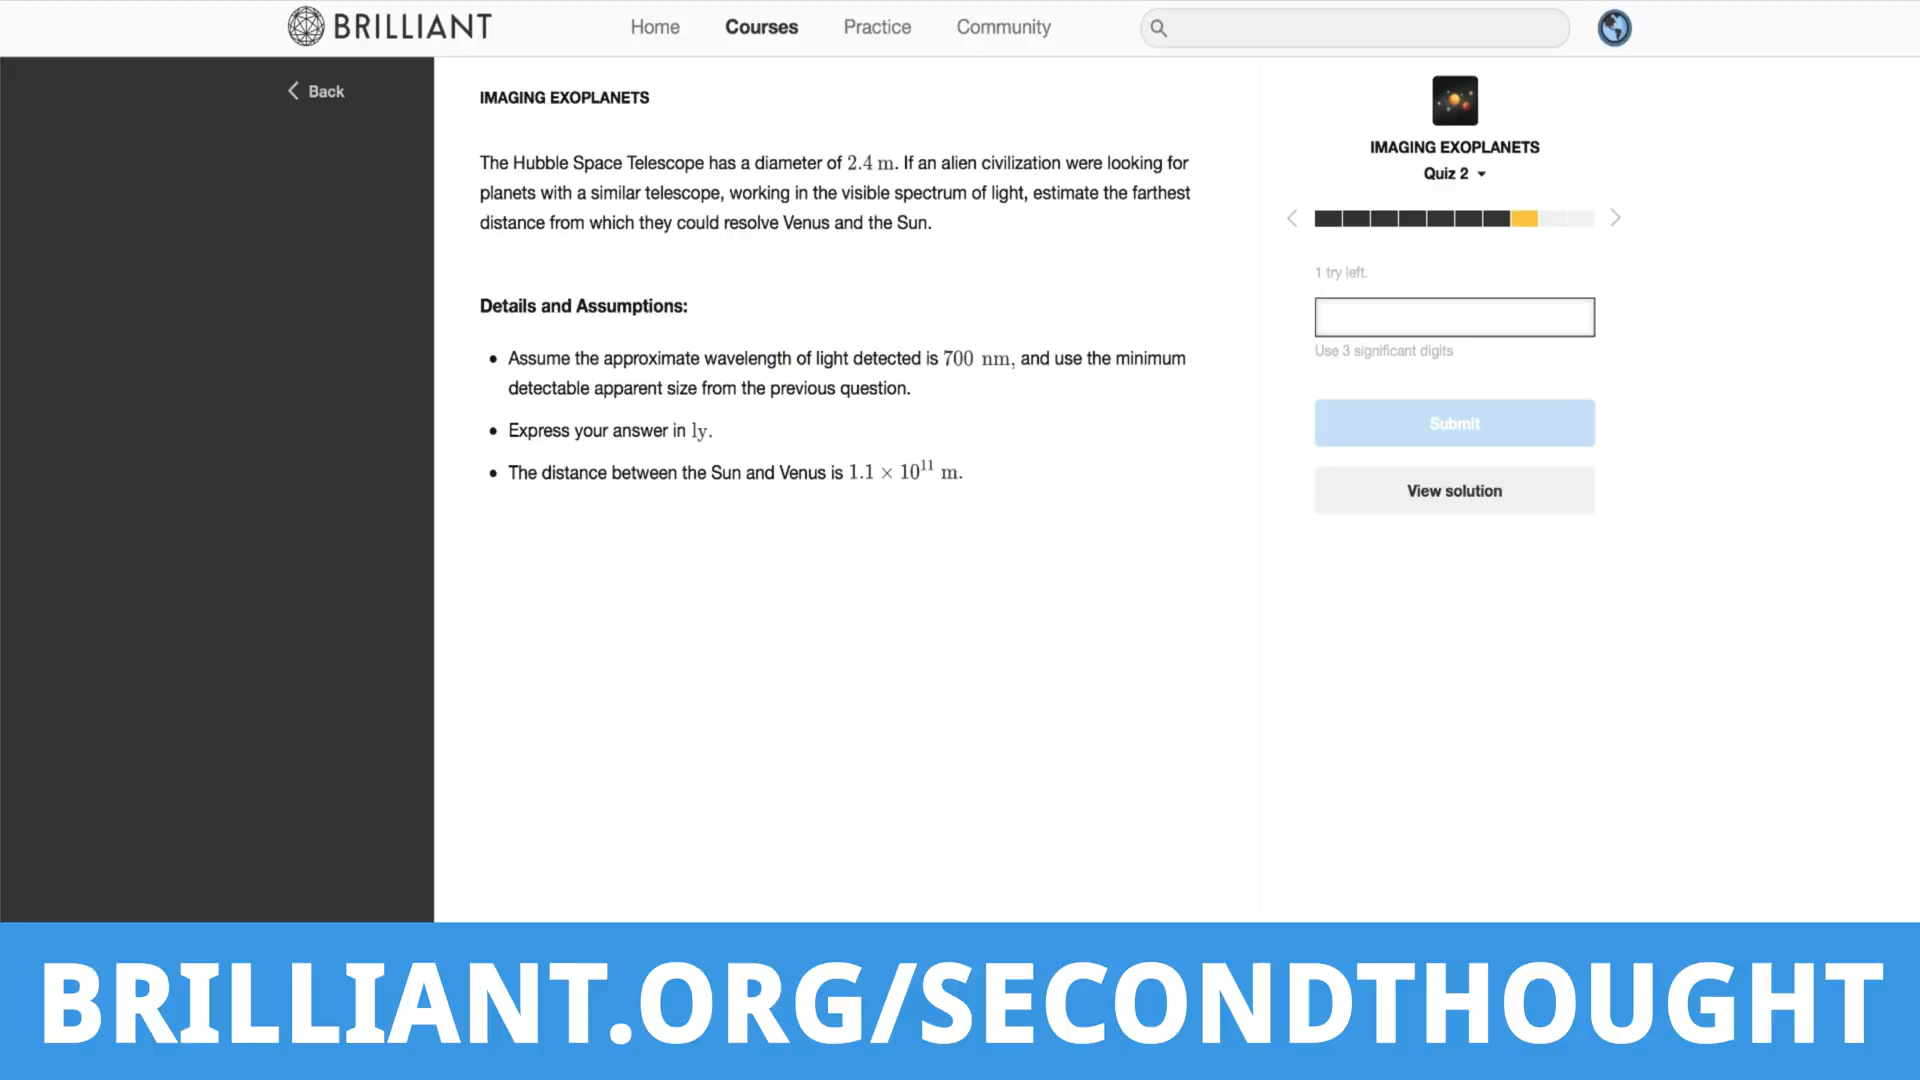 BRILLIANT
Home Courses Practice Community
Back
IMAGING EXOPLANETS
The Hubble Space Telescope has a diameter of 2.4 m. If an alien civilization were looking for
planets with a similar telescope, working in the visible spectrum of light, estimate the farthest
distance from which they could resolve Venus and the Sun.
Details and Assumptions:
• Assume the approximate wavelength of light detected is 700 nm, and use the minimum
detectable apparent size from the previous question.
• Express your answer in ly.
• The distance between the Sun and Venus is 1.1 × 10¹¹ m.
IMAGING EXOPLANETS
Quiz 2
1 try left.
Use 3 significant digits
Submit
View solution
BRILLIANT.ORG/SECONDTHOUGHT